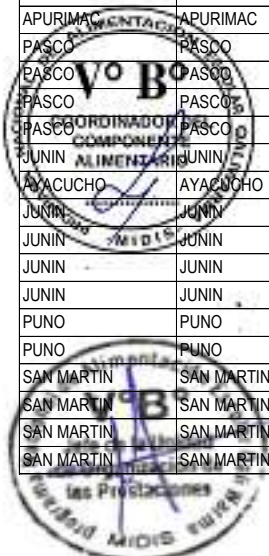 APURIMAC APURIMAC
PASCO PASCO
PASCO PASCO
PASCO PASCO
PASCO PASCO
JUNIN JUNIN
AYACUCHO AYACUCHO
JUNIN JUNIN
JUNIN JUNIN
JUNIN JUNIN
JUNIN JUNIN
PUNO PUNO
PUNO PUNO
SAN MARTIN SAN MARTIN
SAN MARTIN SAN MARTIN
SAN MARTIN SAN MARTIN
SAN MARTIN SAN MARTIN
V° B°
COORDINADOR DEL
COMPONENTE
ALIMENTARIO
MIDIS
V° B°
las Prestaciones
MIDIS